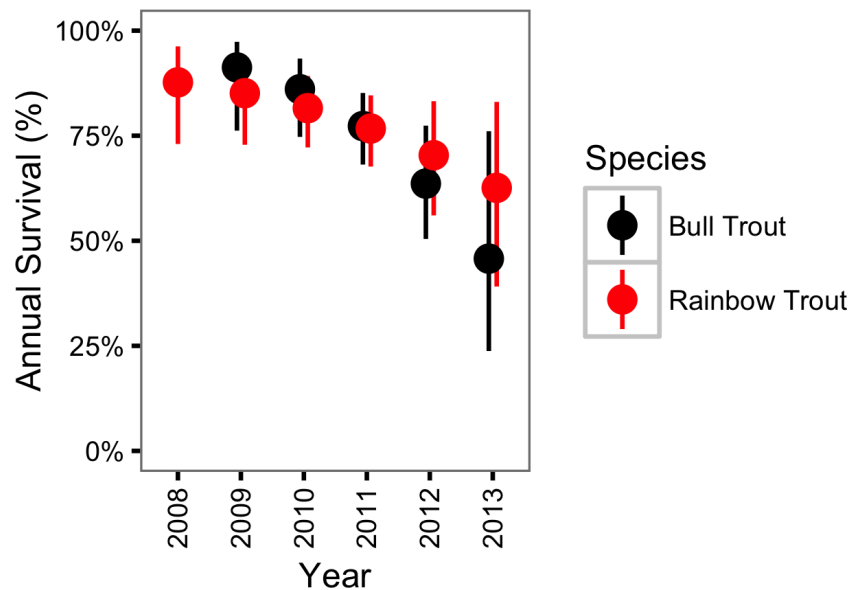 100%
75%
50%
25%
0%
Annual Survival (%)
2008
2009
2010
2011
2012
2013
Year
Species
Bull Trout
Rainbow Trout